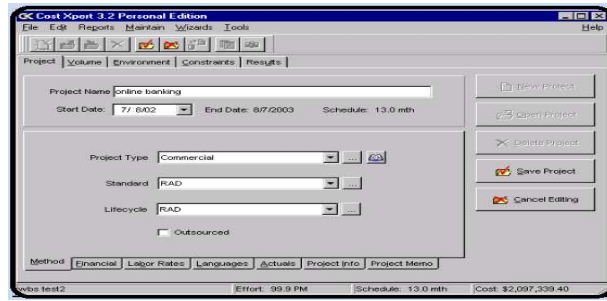 Cost Xpert 3.2 Personal Edition
File Edit Reports Maintain Wizards Tools Help
Project Volume Environment Constraints Results
Project Name online banking
Start Date: 7/ 8/02 End Date: 8/7/2003 Schedule: 13.0 mth
Project Type Commercial ... 
Standard RAD ...
Lifecycle RAD ...
Outsourced
New Project
Open Project
Delete Project
Save Project
Cancel Editing
Method Financial Labor Rates Languages Actuals Project Info Project Memo
wbs test2 Effort: 99.9 PM Schedule: 13.0 mth Cost: $2,097,339.40